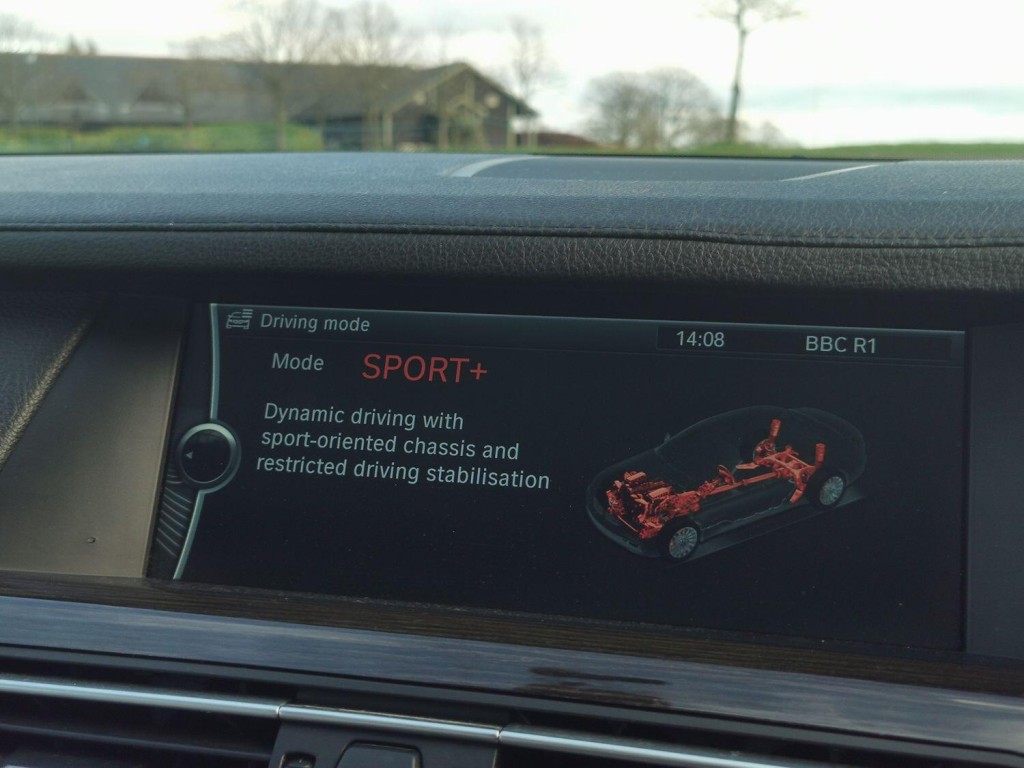 Driving mode
14:08
BBC R1
Mode SPORT+
Dynamic driving with
sport-oriented chassis and
restricted driving stabilisation